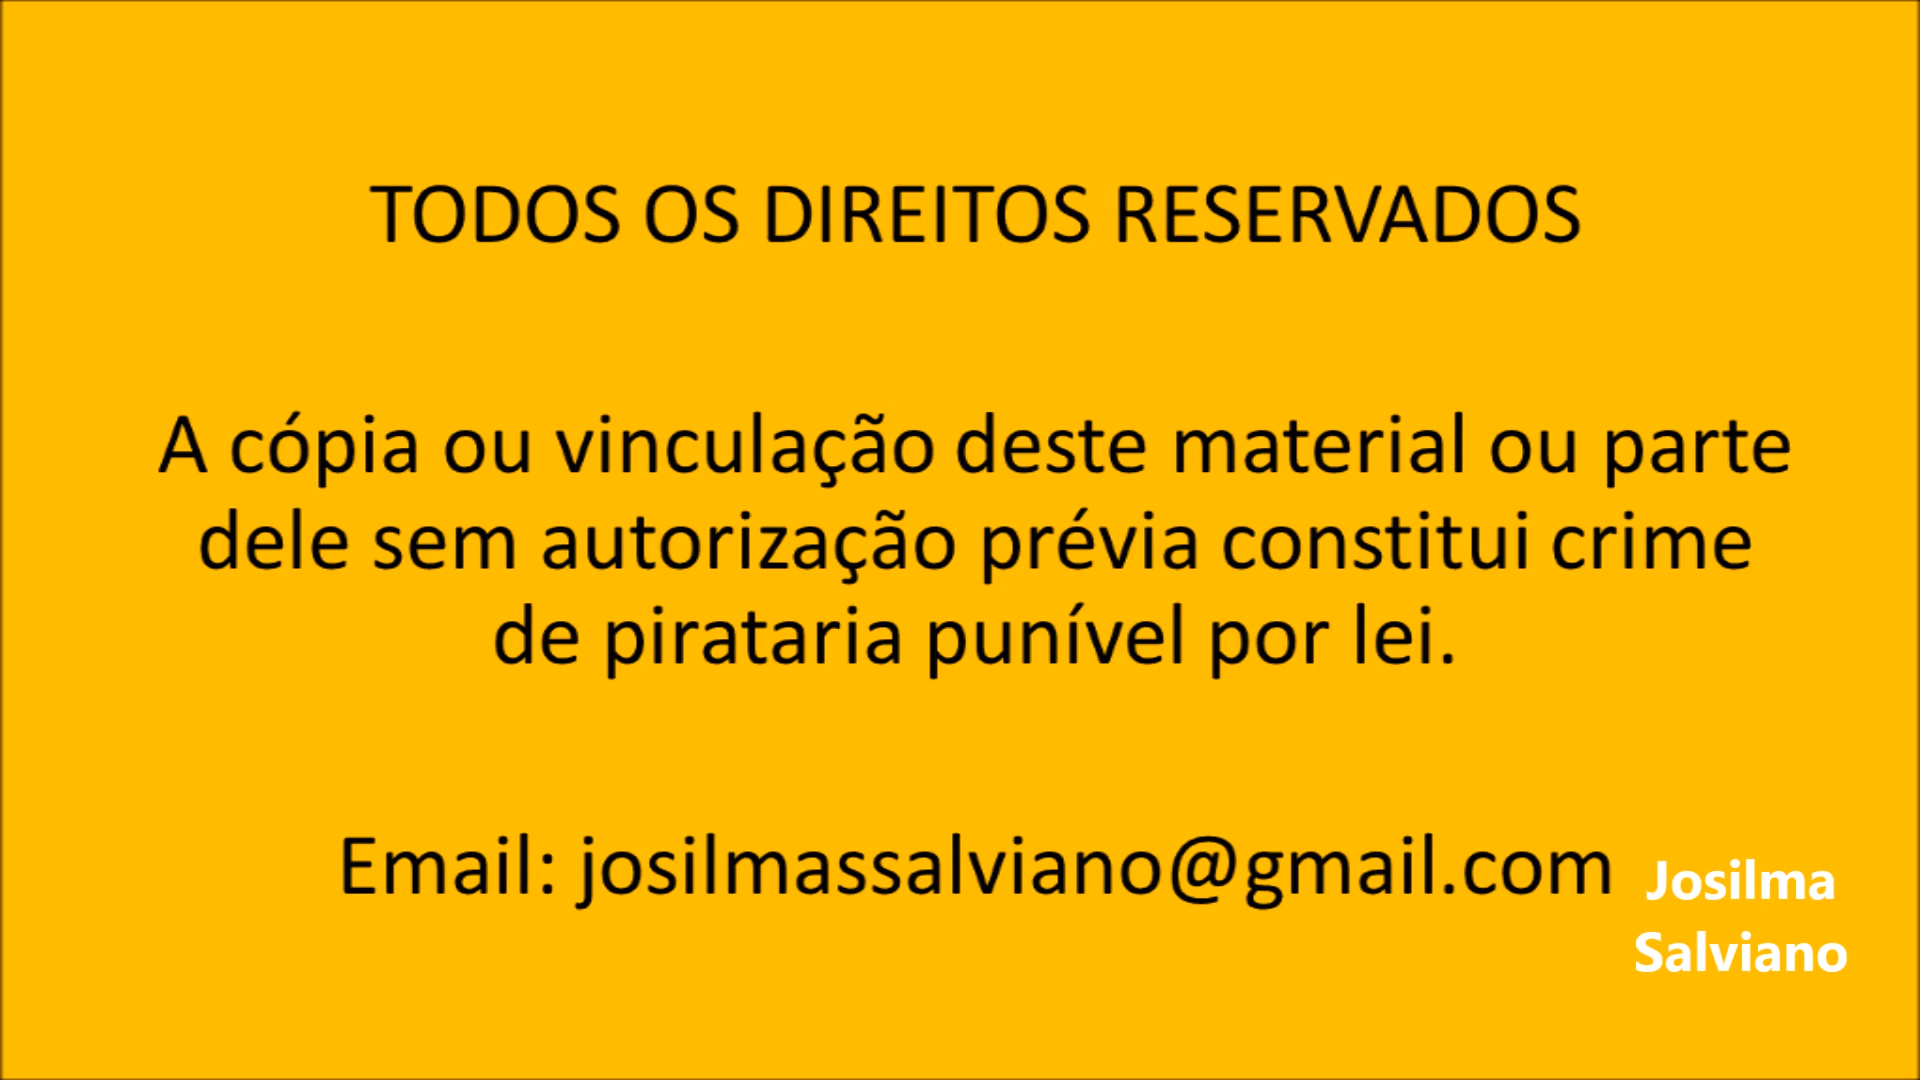 TODOS OS DIREITOS RESERVADOS
A cópia ou vinculação deste material ou parte
dele sem autorização prévia constitui crime
de pirataria punível por lei.
Email: josilmassalviano@gmail.com
Josilma
Salviano